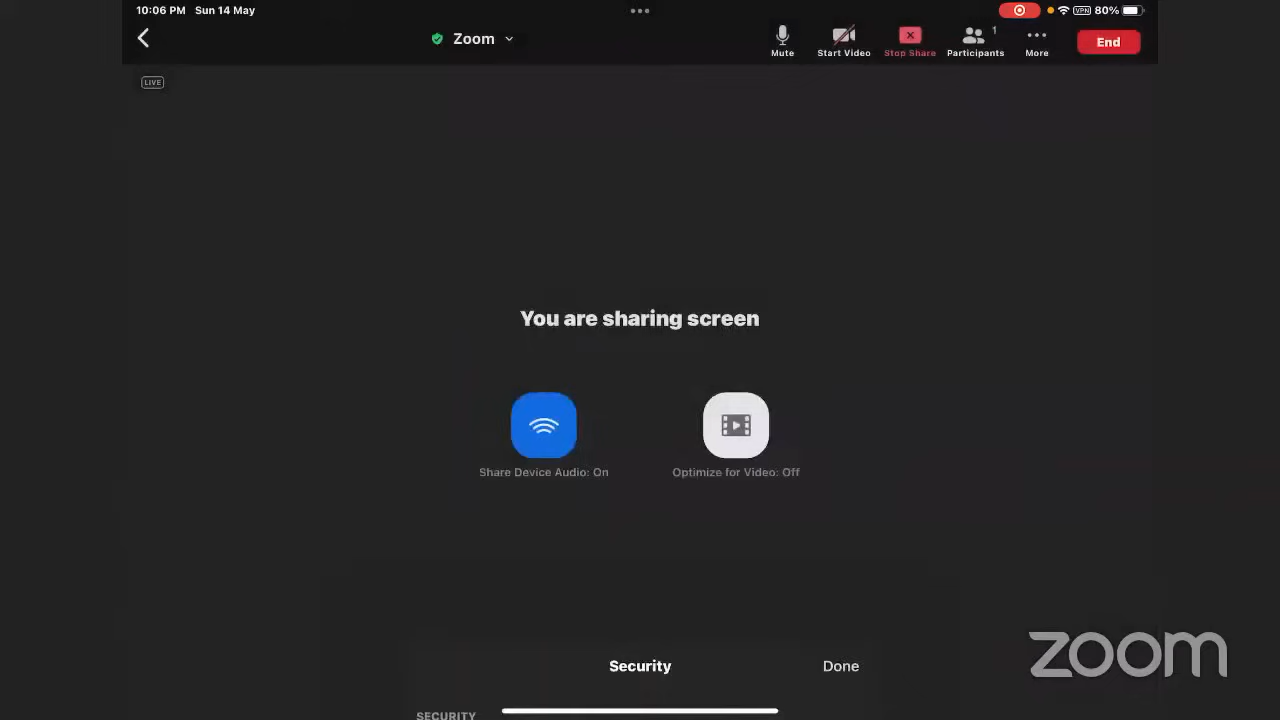 10:06 PM Sun 14 May
VPN 80%
Zoom
Mute
Start Video
Stop Share
1
Participants
More
End
LIVE
You are sharing screen
Share Device Audio: On
Optimize for Video: Off
Security
Done
SECURITY
zoom